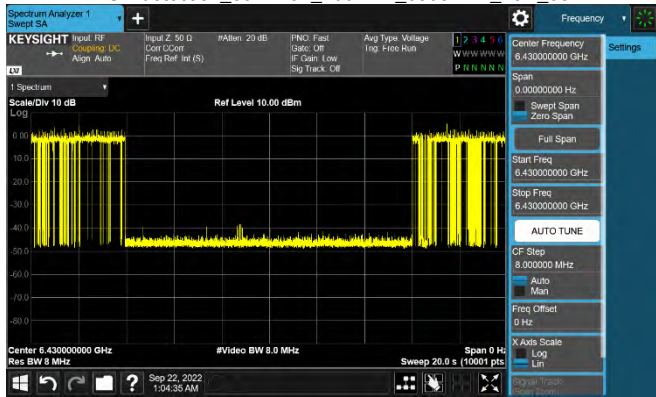 Spectrum Analyzer 1
Swept SA
+
Frequency
KEYSIGHT
Input: RF
Coupling: DC
Align: Auto
Input Z: 50 Ω
Corr CCorr
Freq Ref: Int (S)
#Atten: 20 dB
PNO: Fast
Gate: Off
IF Gain: Low
Sig Track: Off
Avg Type: Voltage
Trig: Free Run
1 2 3 4 5 6
W W W W W W
P N N N N N
LXI
1 Spectrum
Scale/Div 10 dB
Ref Level 10.00 dBm
Log
0.00
-10.0
-20.0
-30.0
-40.0
-50.0
-60.0
-70.0
-80.0
Center 6.430000000 GHz
#Video BW 8.0 MHz
Span 0 Hz
Res BW 8 MHz
Sweep 20.0 s (10001 pts
?
Sep 22, 2022
1:04:35 AM
Center Frequency
6.430000000 GHz
Settings
Span
0.00000000 Hz
Swept Span
Zero Span
Full Span
Start Freq
6.430000000 GHz
Stop Freq
6.430000000 GHz
AUTO TUNE
CF Step
8.000000 MHz
Auto
Man
Freq Offset
0 Hz
X Axis Scale
Log
Lin
Signal Track
(Span Zoom)